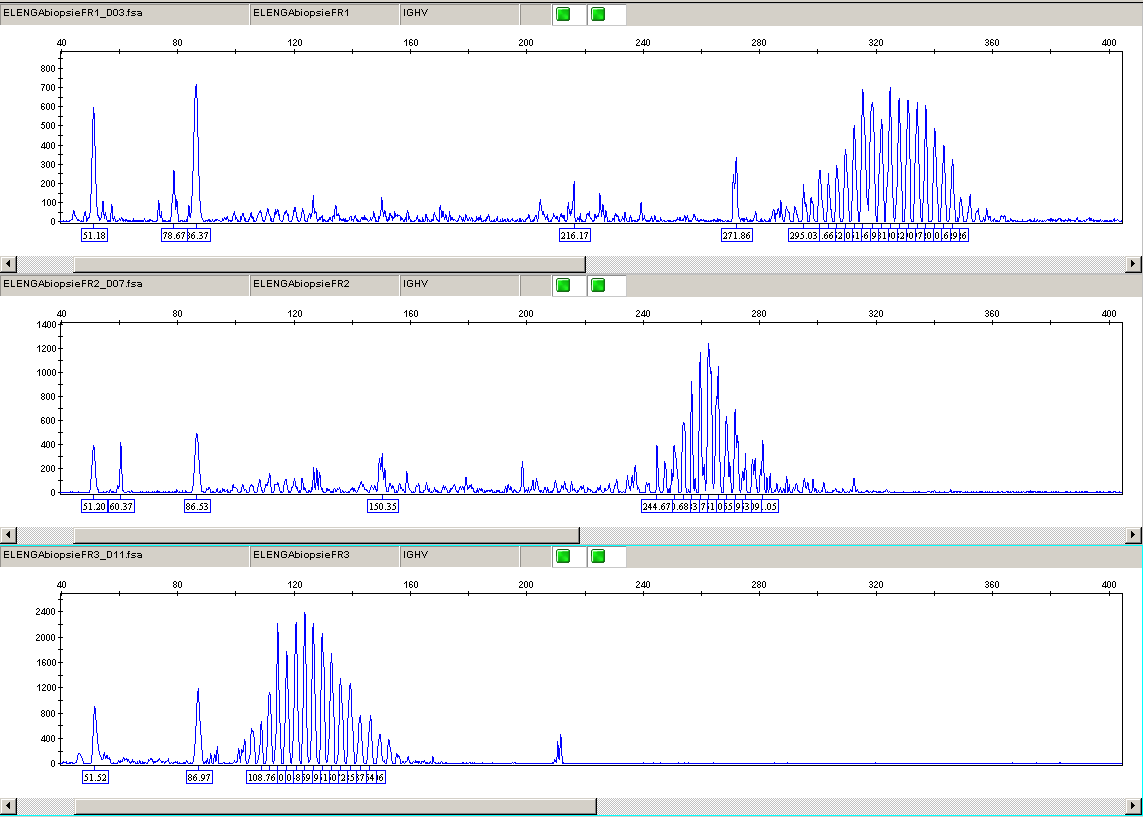 ELENGAbiopsieFR1_D03.fsa ELENGAbiopsieFR1 IGHV
40 80 120 160 200 240 280 320 360 400
800
700
600
500
400
300
200
100
0
51.18 78.67 86.37 216.17 271.86 295.03
ELENGAbiopsieFR2_D07.fsa ELENGAbiopsieFR2 IGHV
40 80 120 160 200 240 280 320 360 400
1400
1200
1000
800
600
400
200
0
51.20 60.37 86.53 150.35 244.67
ELENGAbiopsieFR3_D11.fsa ELENGAbiopsieFR3 IGHV
40 80 120 160 200 240 280 320 360 400
2400
2000
1600
1200
800
400
0
51.52 86.97 108.76